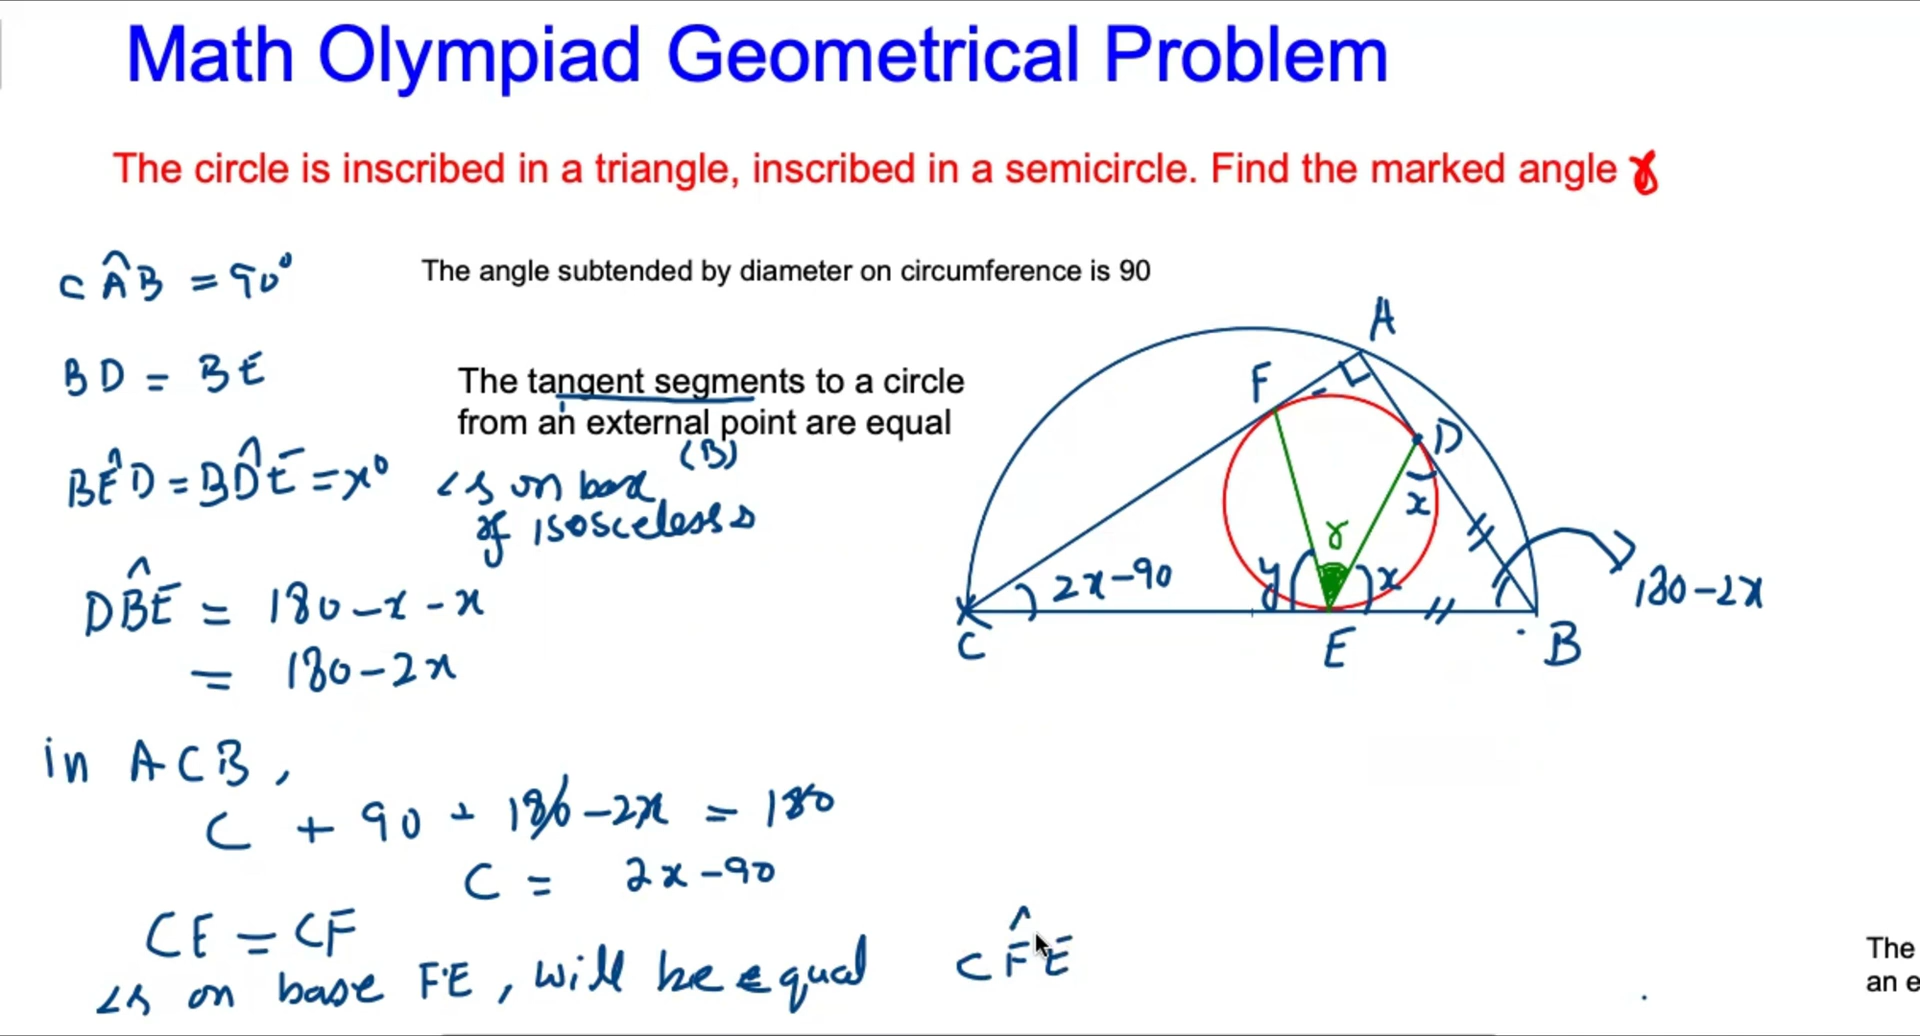 Math Olympiad Geometrical Problem
The circle is inscribed in a triangle, inscribed in a semicircle. Find the marked angle γ
CÂB = 90°
The angle subtended by diameter on circumference is 90
BD = BE
The tangent segments to a circle
from an external point are equal
(B)
BÊD = BD̂E = x°
∠s on base
of isosceless Δ
DB̂E = 180 - x - x
= 180 - 2x
in ACB,
C + 90 + 180 - 2x = 180
C = 2x - 90
CE = CF
∠s on base FE, will be equal CF̂E
A
F
D
x
γ
2x-90
y
x
180-2x
C
E
B
The
an e